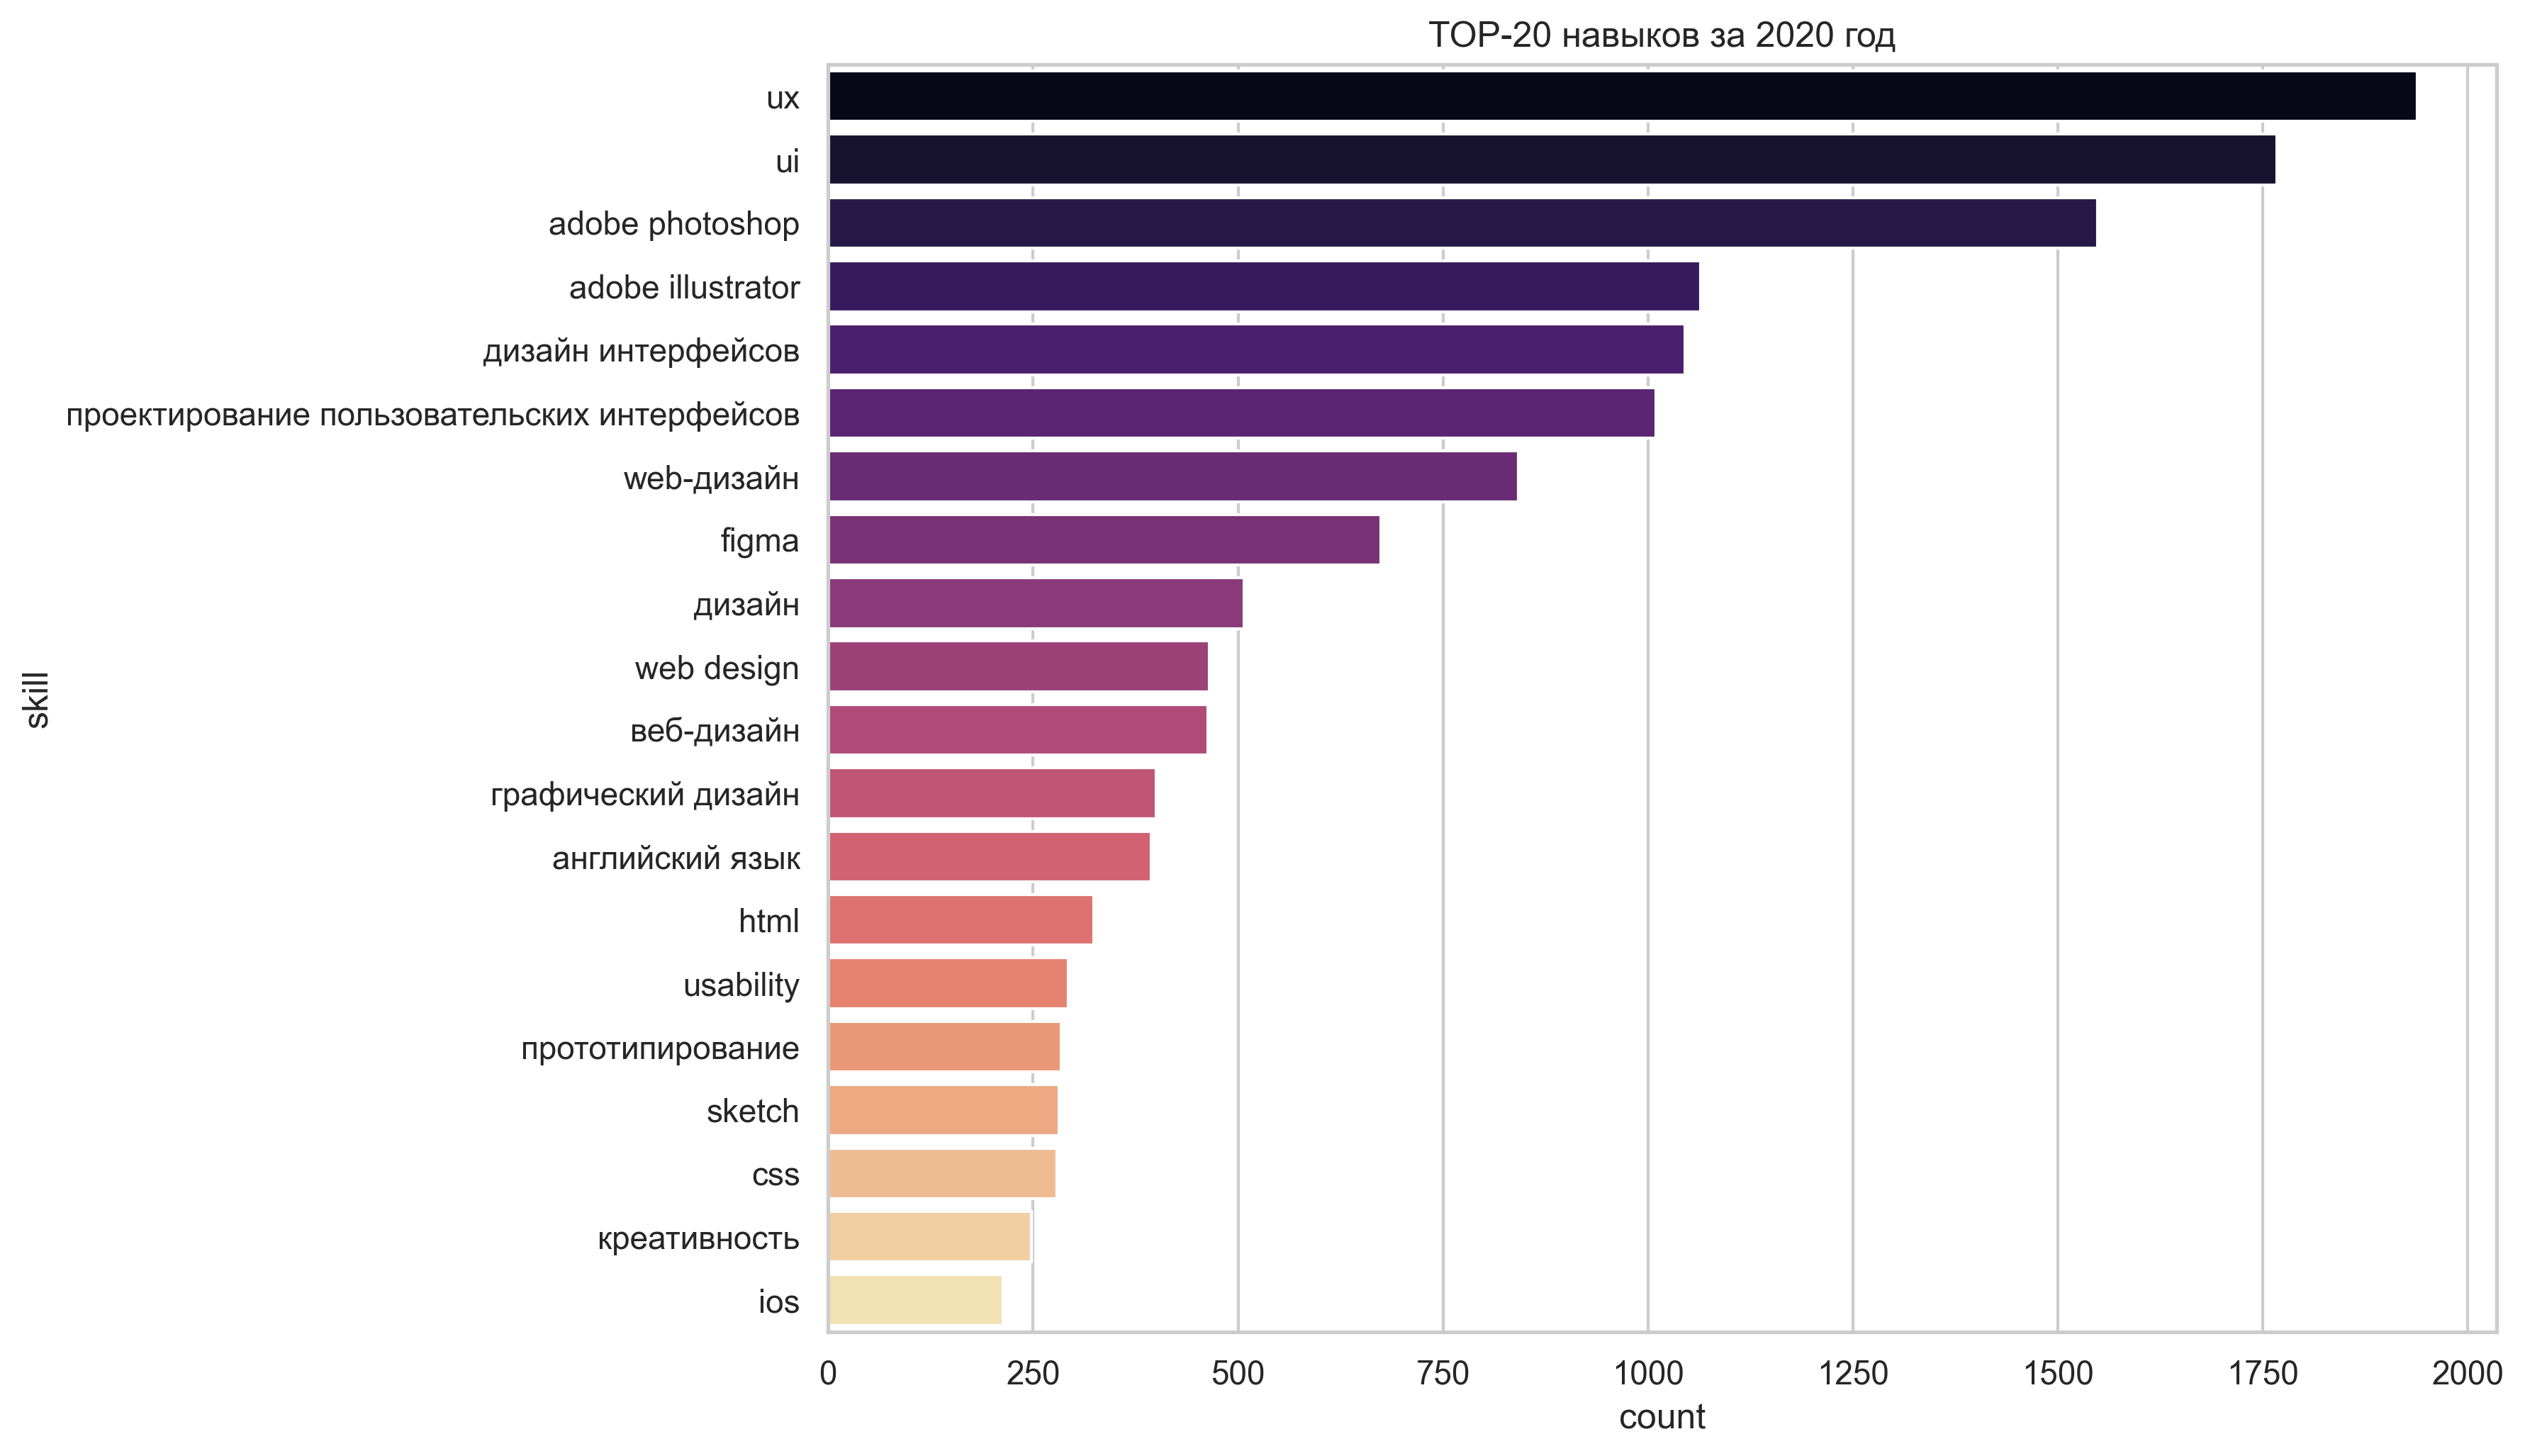 TOP-20 навыков за 2020 год
ux
ui
adobe photoshop
adobe illustrator
дизайн интерфейсов
проектирование пользовательских интерфейсов
web-дизайн
figma
дизайн
web design
веб-дизайн
графический дизайн
английский язык
html
usability
прототипирование
sketch
css
креативность
ios
skill
0 250 500 750 1000 1250 1500 1750 2000
count